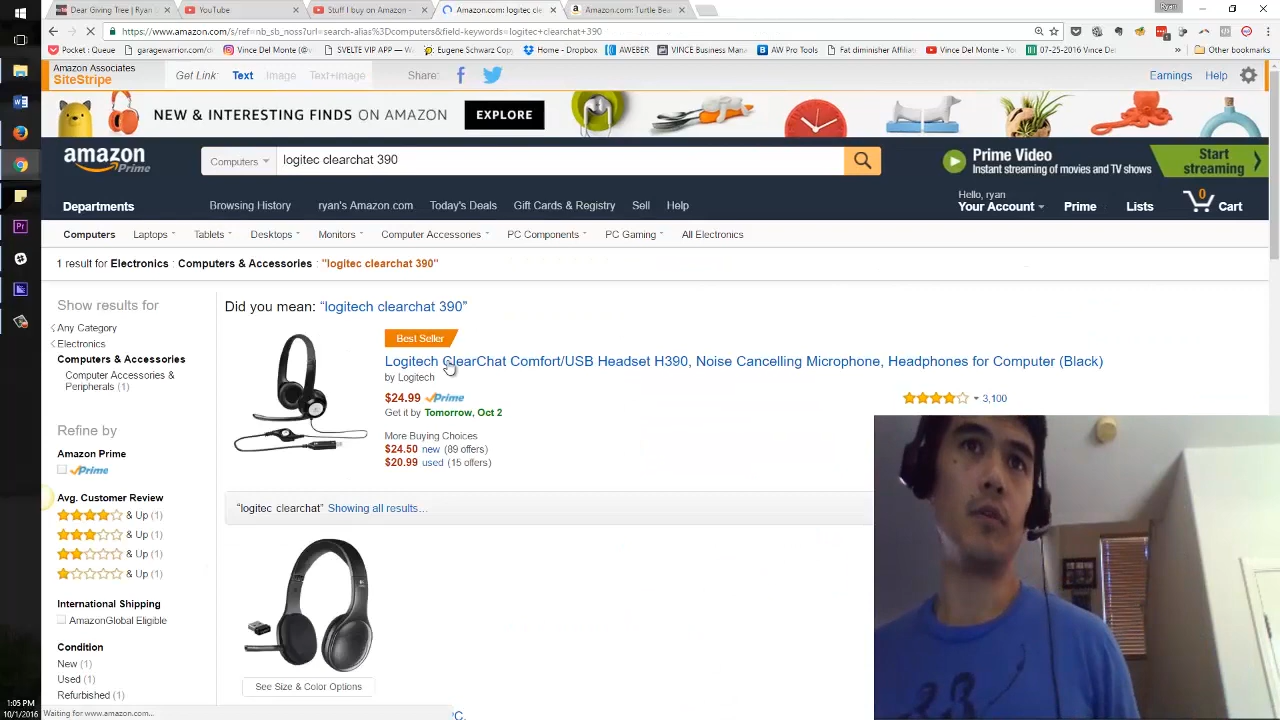 Dear Giving Tree | Ryan
YouTube
Stuff I buy on Amazon -
Amazon.com: logitec cle
Amazon.com: Turtle Bea
Ryan
https://www.amazon.com/s/ref=nb_sb_noss?url=search-alias%3Dcomputers&field-keywords=logitec+clearchat+390
Pocket : Queue
garagewarrior.com/
Vince Del Monte - Go
Swipe
Eugene Schwarz Copy
Dropbox
AWEBER
VINCE Business
AW Pro Tools
Fat diminisher Affiliat
Vince Del Monte - You
07-25-2016 Vince Del
Other bookmarks
Amazon Associates
SiteStripe
Get Link: Text Image Text+Image Share:
Earnings Help
NEW & INTERESTING FINDS ON AMAZON EXPLORE
amazon Prime
Computers
logitec clearchat 390
Prime Video
Instant streaming of movies and TV shows
Start streaming
Departments
Browsing History ryan's Amazon.com Today's Deals Gift Cards & Registry Sell Help
Hello, ryan
Your Account Prime Lists 0 Cart
Computers Laptops Tablets Desktops Monitors Computer Accessories PC Components PC Gaming All Electronics
1 result for Electronics : Computers & Accessories : "logitec clearchat 390"
Show results for
Any Category
Electronics
Computers & Accessories
Computer Accessories &
Peripherals (1)
Refine by
Amazon Prime
Prime
Avg. Customer Review
& Up (1)
& Up (1)
& Up (1)
& Up (1)
International Shipping
AmazonGlobal Eligible
Condition
New (1)
Used (1)
Refurbished (1)
Did you mean: "logitech clearchat 390"
Best Seller
Logitech ClearChat Comfort/USB Headset H390, Noise Cancelling Microphone, Headphones for Computer (Black)
by Logitech
$24.99 Prime
Get it by Tomorrow, Oct 2
3,100
More Buying Choices
$24.50 new (89 offers)
$20.99 used (15 offers)
"logitec clearchat" Showing all results...
See Size & Color Options
PC.
Waiting for www.amazon.com...
1:05 PM
10/1/2016